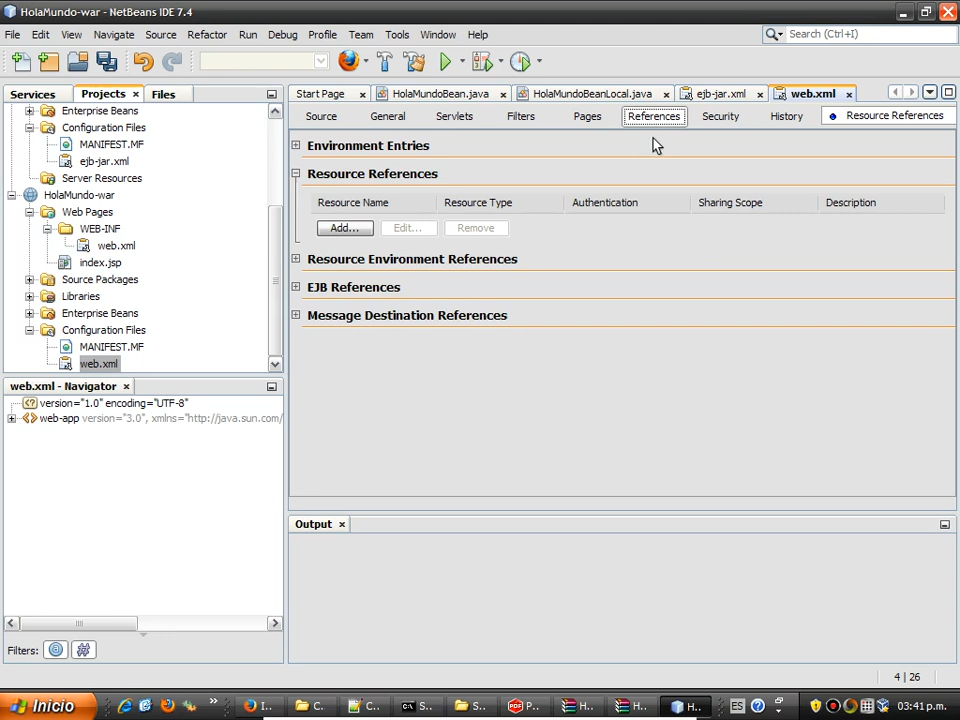 HolaMundo-war - NetBeans IDE 7.4
File Edit View Navigate Source Refactor Run Debug Profile Team Tools Window Help
Search (Ctrl+I)
Services Projects Files
Start Page HolaMundoBean.java HolaMundoBeanLocal.java ejb-jar.xml web.xml
Source General Servlets Filters Pages References Security History Resource References
Enterprise Beans
Configuration Files
MANIFEST.MF
ejb-jar.xml
Server Resources
HolaMundo-war
Web Pages
WEB-INF
web.xml
index.jsp
Source Packages
Libraries
Enterprise Beans
Configuration Files
MANIFEST.MF
web.xml
Environment Entries
Resource References
Resource Name Resource Type Authentication Sharing Scope Description
Add... Edit... Remove
Resource Environment References
EJB References
Message Destination References
web.xml - Navigator
version="1.0" encoding="UTF-8"
web-app version="3.0", xmlns="http://java.sun.com/
Output
Filters:
4 | 26
Inicio
I... C... C... S... S... P... H... H... H... ES 03:41 p.m.